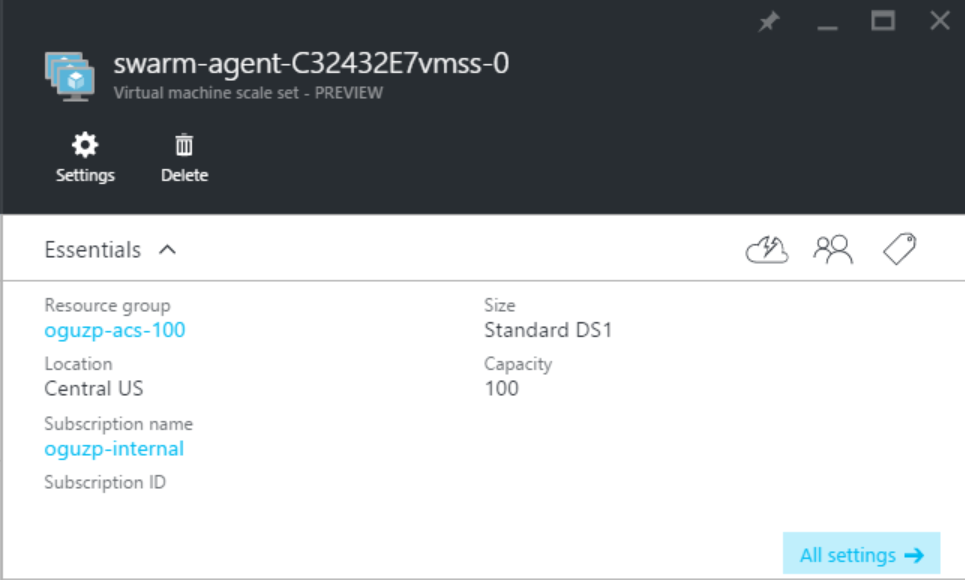 swarm-agent-C32432E7vmss-0
Virtual machine scale set - PREVIEW
Settings
Delete
Essentials
Resource group
oguzp-acs-100
Location
Central US
Subscription name
oguzp-internal
Subscription ID
Size
Standard DS1
Capacity
100
All settings